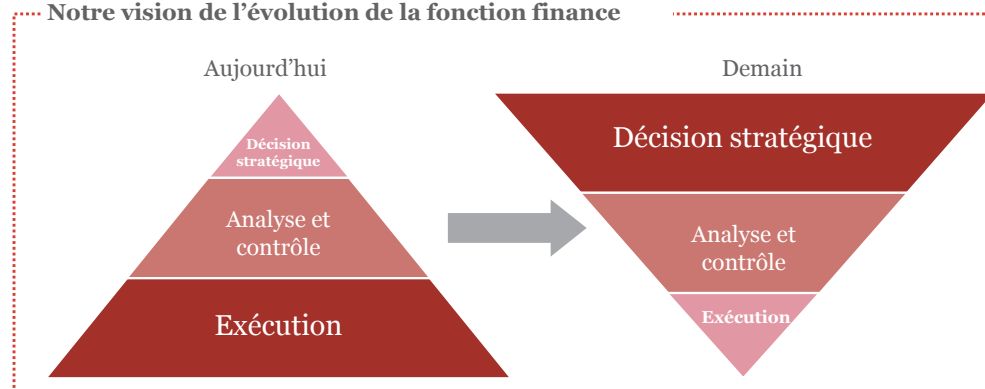 Notre vision de l’évolution de la fonction finance
Aujourd’hui
Décision
stratégique
Analyse et
contrôle
Exécution
Demain
Décision stratégique
Analyse et
contrôle
Exécution